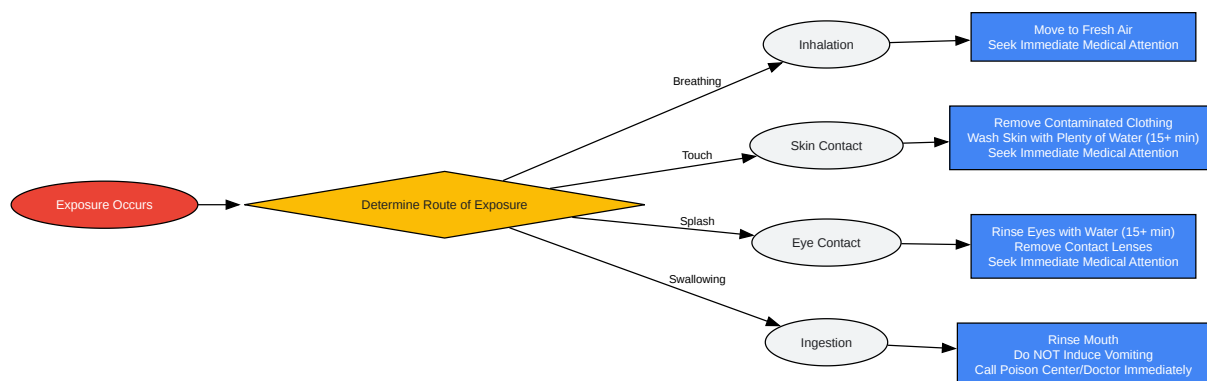 Exposure Occurs
Determine Route of Exposure
Breathing
Touch
Splash
Swallowing
Inhalation
Move to Fresh Air
Seek Immediate Medical Attention
Skin Contact
Remove Contaminated Clothing
Wash Skin with Plenty of Water (15+ min)
Seek Immediate Medical Attention
Eye Contact
Rinse Eyes with Water (15+ min)
Remove Contact Lenses
Seek Immediate Medical Attention
Ingestion
Rinse Mouth
Do NOT Induce Vomiting
Call Poison Center/Doctor Immediately